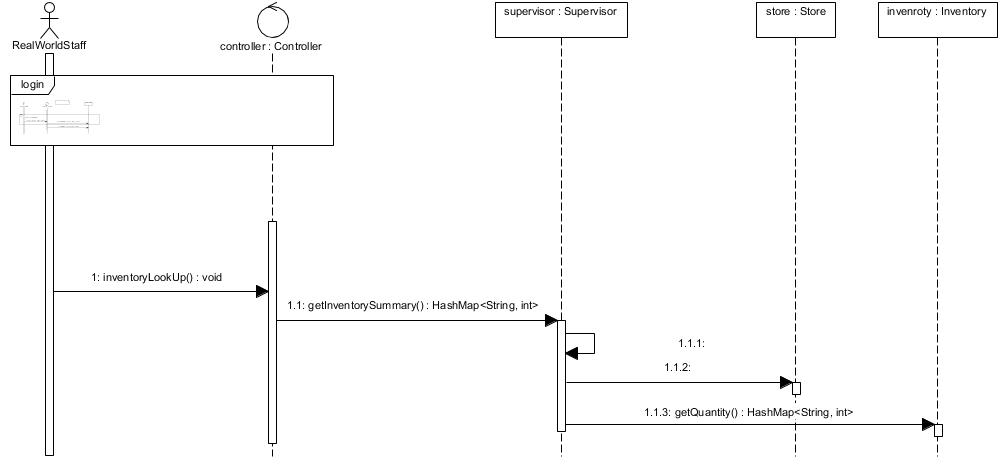 supervisor : Supervisor
store : Store
invenroty : Inventory
RealWorldStaff
controller : Controller
login
1: inventoryLookUp() : void
1.1: getInventorySummary() : HashMap<String, int>
1.1.1:
1.1.2:
1.1.3: getQuantity() : HashMap<String, int>